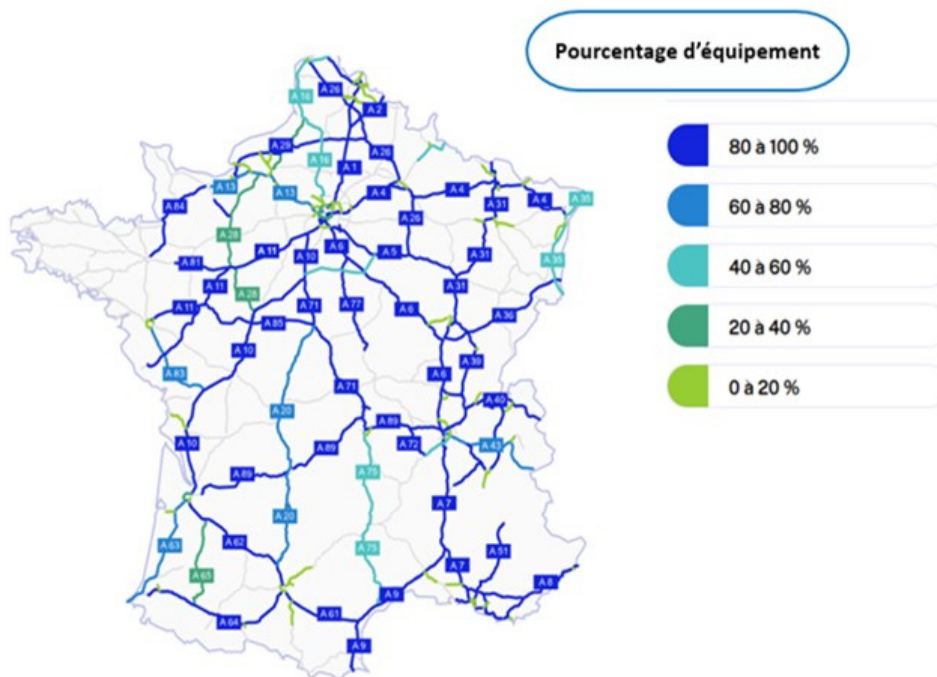 Pourcentage d'équipement
80 à 100 %
60 à 80 %
40 à 60 %
20 à 40 %
0 à 20 %
A 16
A 26
A 2
A 29
A 26
A 16
A 1
A 13
A 13
A 4
A 4
A 4
A 35
A 84
A 31
A 26
A 28
A 11
A 10
A 6
A 5
A 31
A 35
A 81
A 11
A 28
A 31
A 11
A 85
A 71
A 77
A 6
A 36
A 10
A 39
A 83
A 6
A 71
A 40
A 20
A 10
A 89
A 72
A 43
A 89
A 89
A 75
A 20
A 7
A 63
A 62
A 75
A 51
A 65
A 7
A 8
A 9
A 64
A 61
A 9